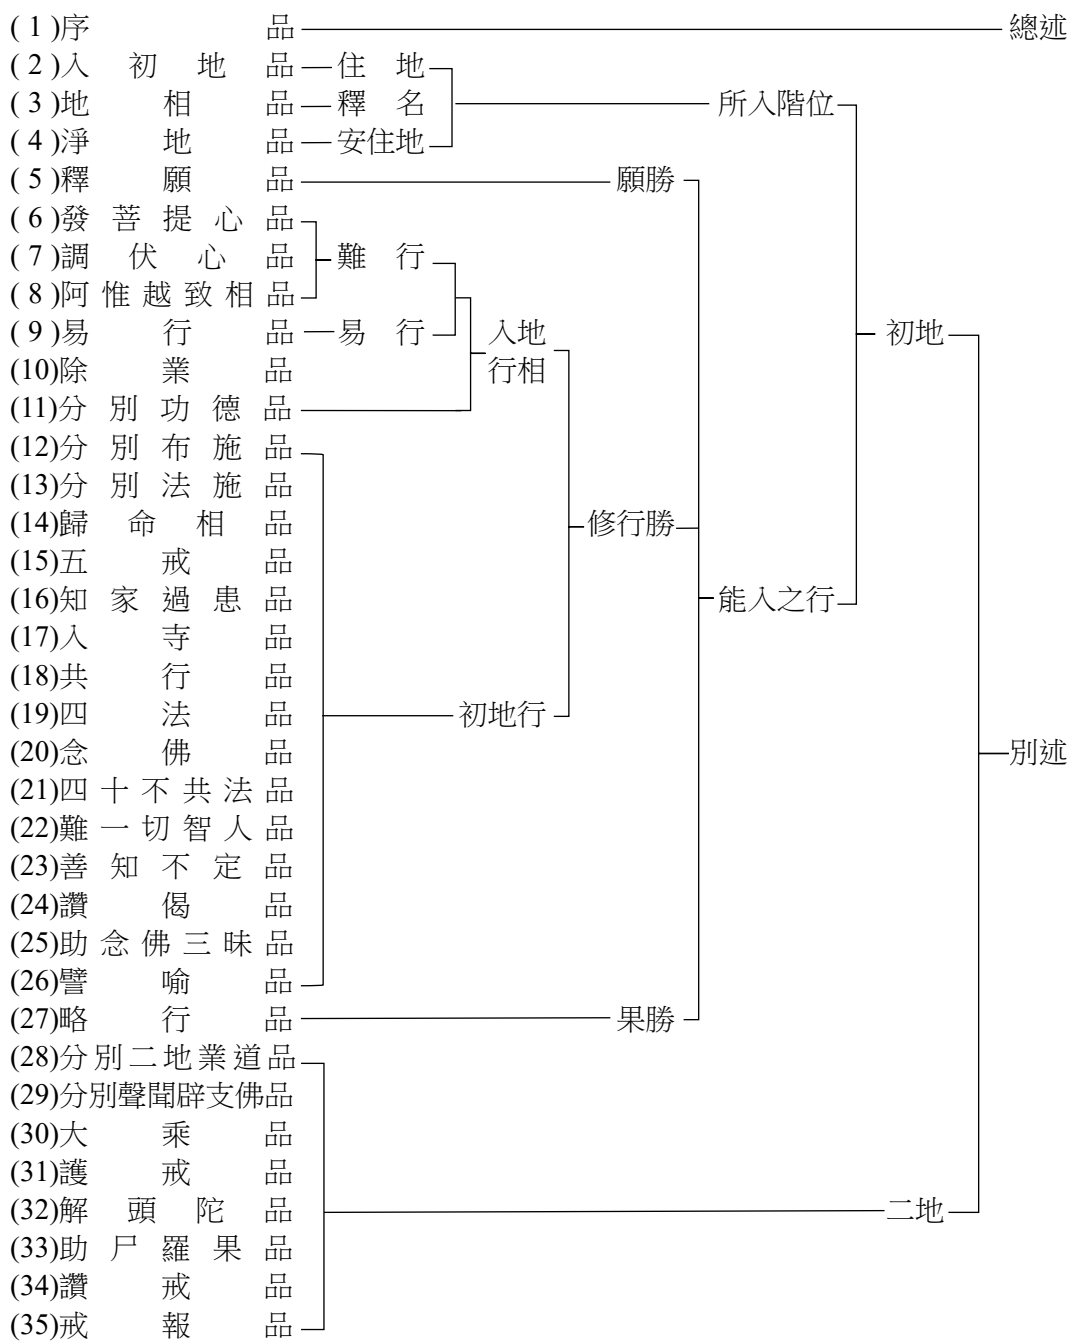 (1)序品 總述
(2)入初地品 住地
(3)地相品 釋名 所入階位
(4)淨地品 安住地
(5)釋願品 願勝
(6)發菩提心品
(7)調伏心品 難行
(8)阿惟越致相品
(9)易行品 易行 入地 初地
(10)除業品 行相
(11)分別功德品
(12)分別布施品
(13)分別法施品
(14)歸命相品 修行勝
(15)五戒品
(16)知家過患品 能入之行
(17)入寺品
(18)共行品
(19)四法品 初地行
(20)念佛品 別述
(21)四十不共法品
(22)難一切智人品
(23)善知不定品
(24)讚偈品
(25)助念佛三昧品
(26)譬喻品
(27)略行品 果勝
(28)分別二地業道品
(29)分別聲聞辟支佛品
(30)大乘品
(31)護戒品
(32)解頭陀品 二地
(33)助尸羅果品
(34)讚戒品
(35)戒報品